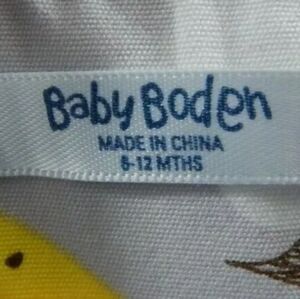 Baby Boden
MADE IN CHINA
6-12 MTHS